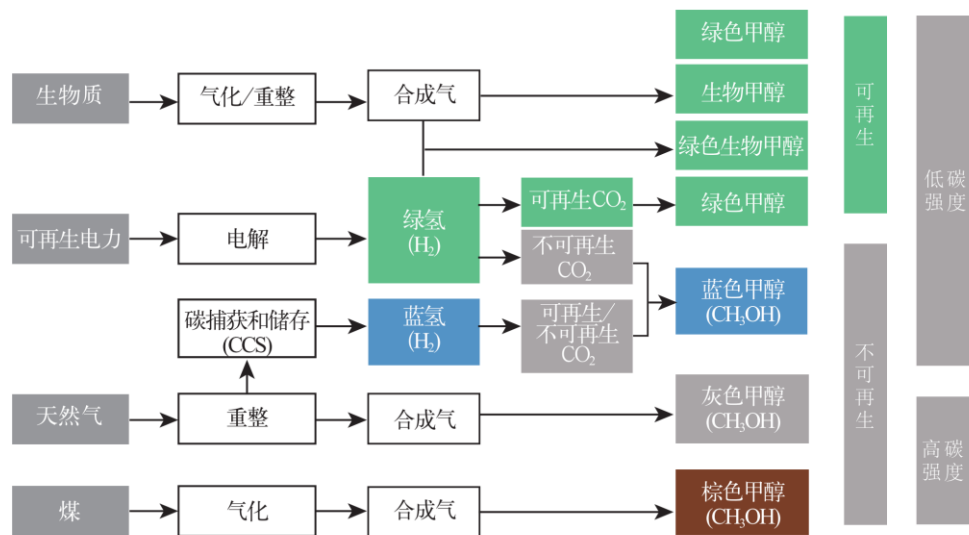 绿色甲醇
生物质
气化/重整
合成气
生物甲醇
绿色生物甲醇
可再生电力
电解
绿氢
(H₂)
可再生CO₂
绿色甲醇
不可再生
CO₂
碳捕获和储存
(CCS)
蓝氢
(H₂)
可再生/
不可再生
CO₂
蓝色甲醇
(CH₃OH)
天然气
重整
合成气
灰色甲醇
(CH₃OH)
煤
气化
合成气
棕色甲醇
(CH₃OH)
可再生
不可再生
低碳
强度
高碳
强度